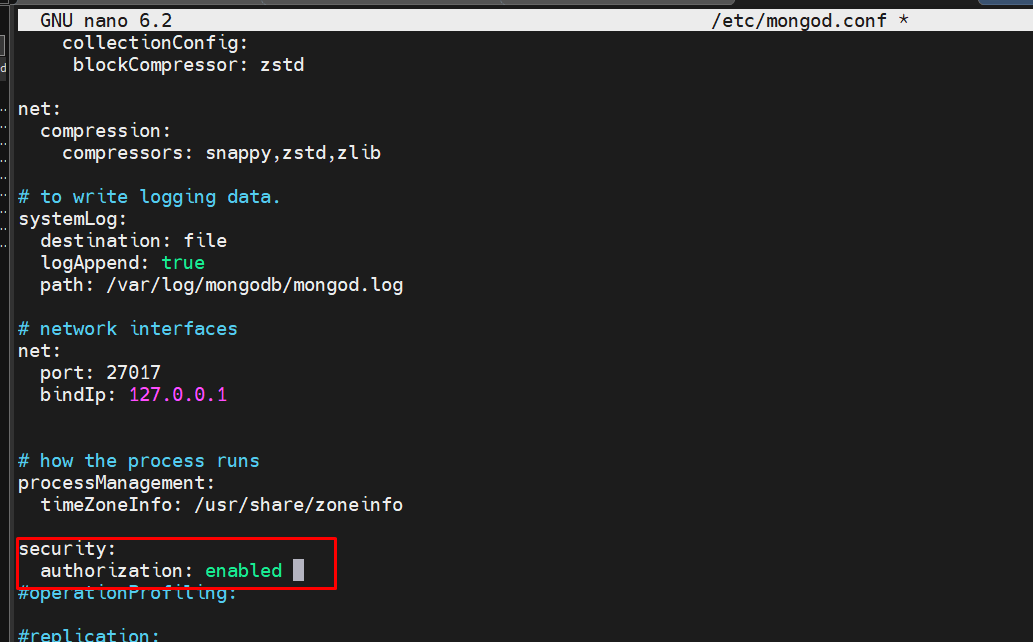 GNU nano 6.2 /etc/mongod.conf *
collectionConfig:
blockCompressor: zstd
net:
compression:
compressors: snappy,zstd,zlib
# to write logging data.
systemLog:
destination: file
logAppend: true
path: /var/log/mongodb/mongod.log
# network interfaces
net:
port: 27017
bindIp: 127.0.0.1
# how the process runs
processManagement:
timeZoneInfo: /usr/share/zoneinfo
security:
authorization: enabled
#operationProfiling:
#replication: